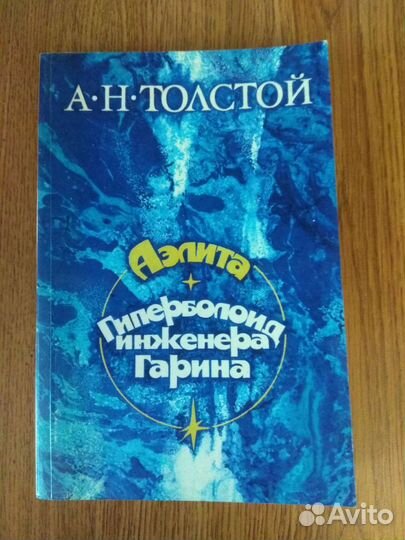 А·Н·ТОЛСТОЙ
Аэлита
Гиперболоид
инженера
Гарина
Avito